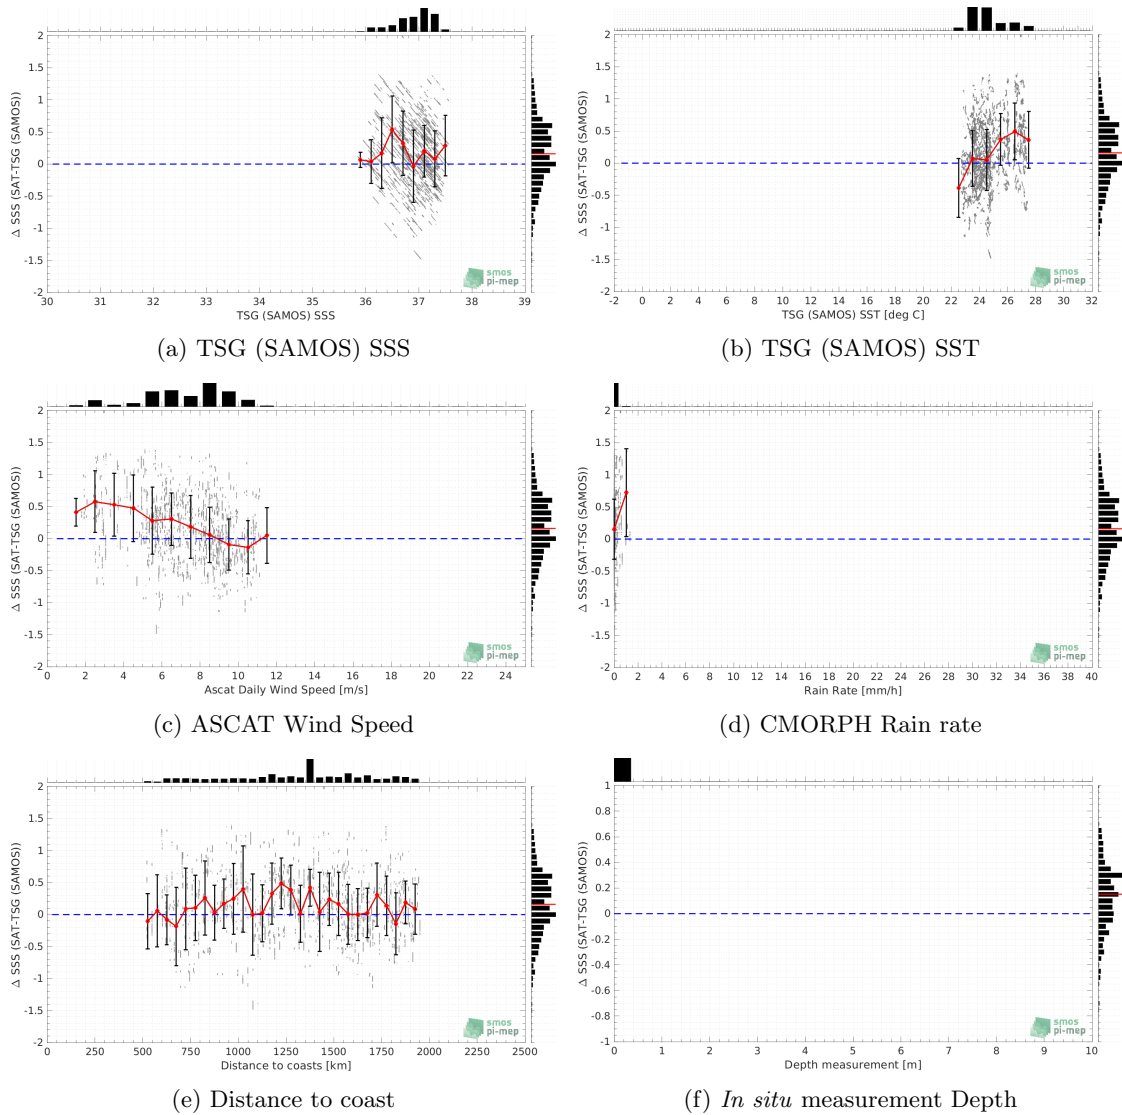 2
1.5
1
0.5
0
-0.5
-1
-1.5
-2
Δ SSS (SAT-TSG (SAMOS))
30 31 32 33 34 35 36 37 38 39
TSG (SAMOS) SSS
smos
pi-mep
(a) TSG (SAMOS) SSS
2
1.5
1
0.5
0
-0.5
-1
-1.5
-2
Δ SSS (SAT-TSG (SAMOS))
-2 0 2 4 6 8 10 12 14 16 18 20 22 24 26 28 30 32
TSG (SAMOS) SST [deg C]
smos
pi-mep
(b) TSG (SAMOS) SST
2
1.5
1
0.5
0
-0.5
-1
-1.5
-2
Δ SSS (SAT-TSG (SAMOS))
0 2 4 6 8 10 12 14 16 18 20 22 24
Ascat Daily Wind Speed [m/s]
smos
pi-mep
(c) ASCAT Wind Speed
2
1.5
1
0.5
0
-0.5
-1
-1.5
-2
Δ SSS (SAT-TSG (SAMOS))
0 2 4 6 8 10 12 14 16 18 20 22 24 26 28 30 32 34 36 38 40
Rain Rate [mm/h]
smos
pi-mep
(d) CMORPH Rain rate
2
1.5
1
0.5
0
-0.5
-1
-1.5
-2
Δ SSS (SAT-TSG (SAMOS))
0 250 500 750 1000 1250 1500 1750 2000 2250 2500
Distance to coasts [km]
smos
pi-mep
(e) Distance to coast
1
0.8
0.6
0.4
0.2
0
-0.2
-0.4
-0.6
-0.8
-1
Δ SSS (SAT-TSG (SAMOS))
0 1 2 3 4 5 6 7 8 9 10
Depth measurement [m]
smos
pi-mep
(f) In situ measurement Depth